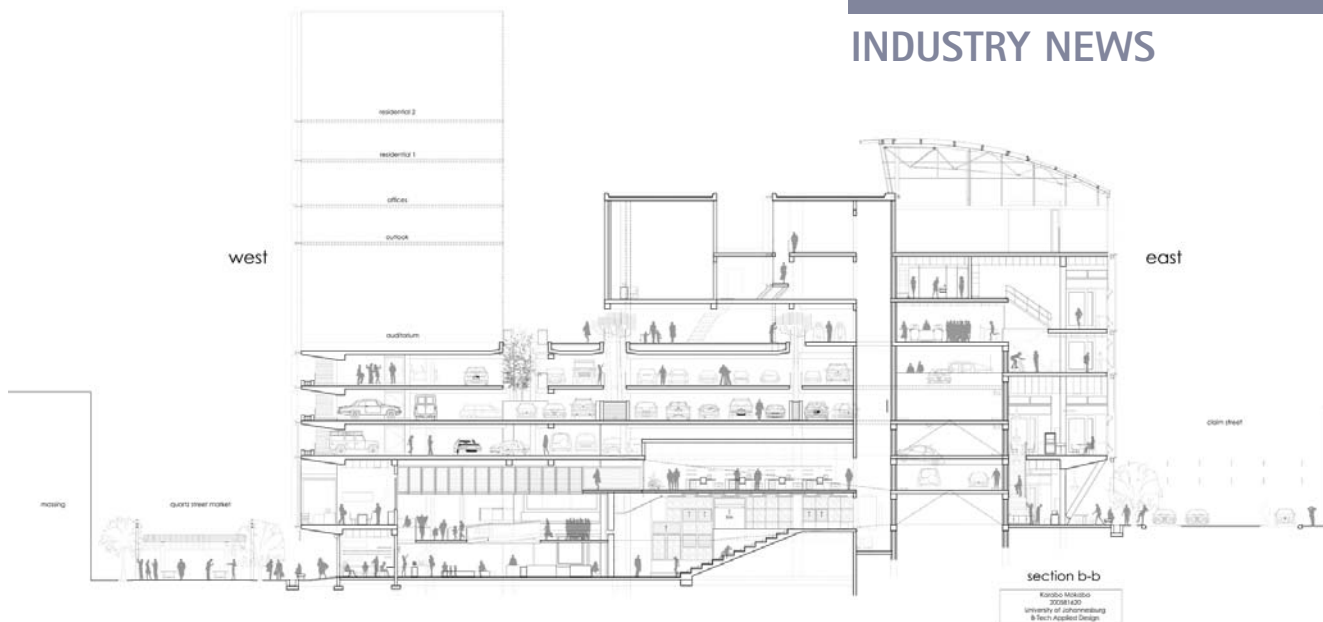 INDUSTRY NEWS
residential 2
residential 1
offices
outlook
west
east
auditorium
claim street
massing
quartz street market
section b-b
Karabo Mokaba
University of Johannesburg
B-Tech Applied Design